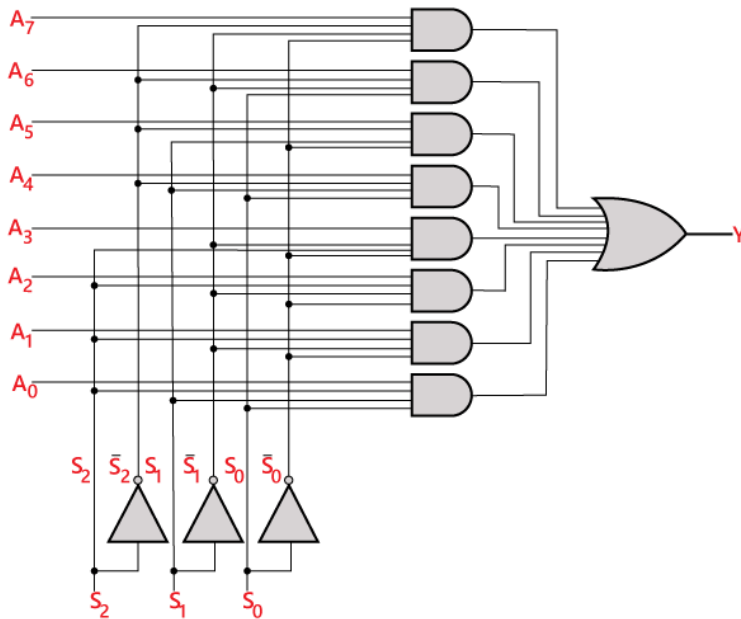 A₇
A₆
A₅
A₄
A₃
A₂
A₁
A₀
S₂ S̄₂ S₁ S̄₁ S₀ S̄₀
S₂ S₁ S₀
Y